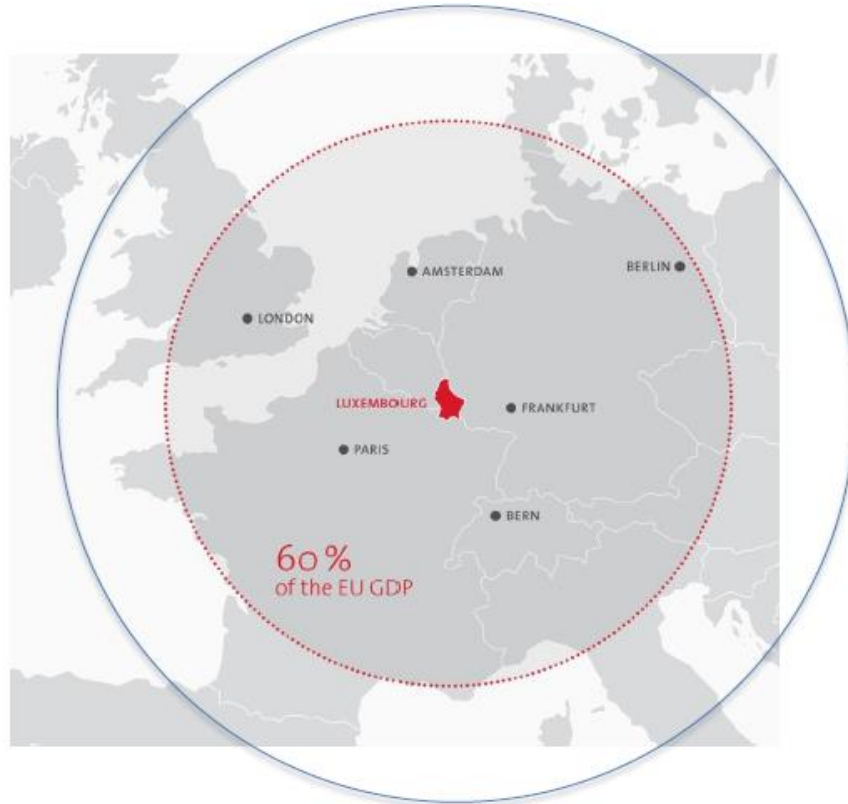 AMSTERDAM
BERLIN
LONDON
LUXEMBOURG
FRANKFURT
PARIS
BERN
60 %
of the EU GDP